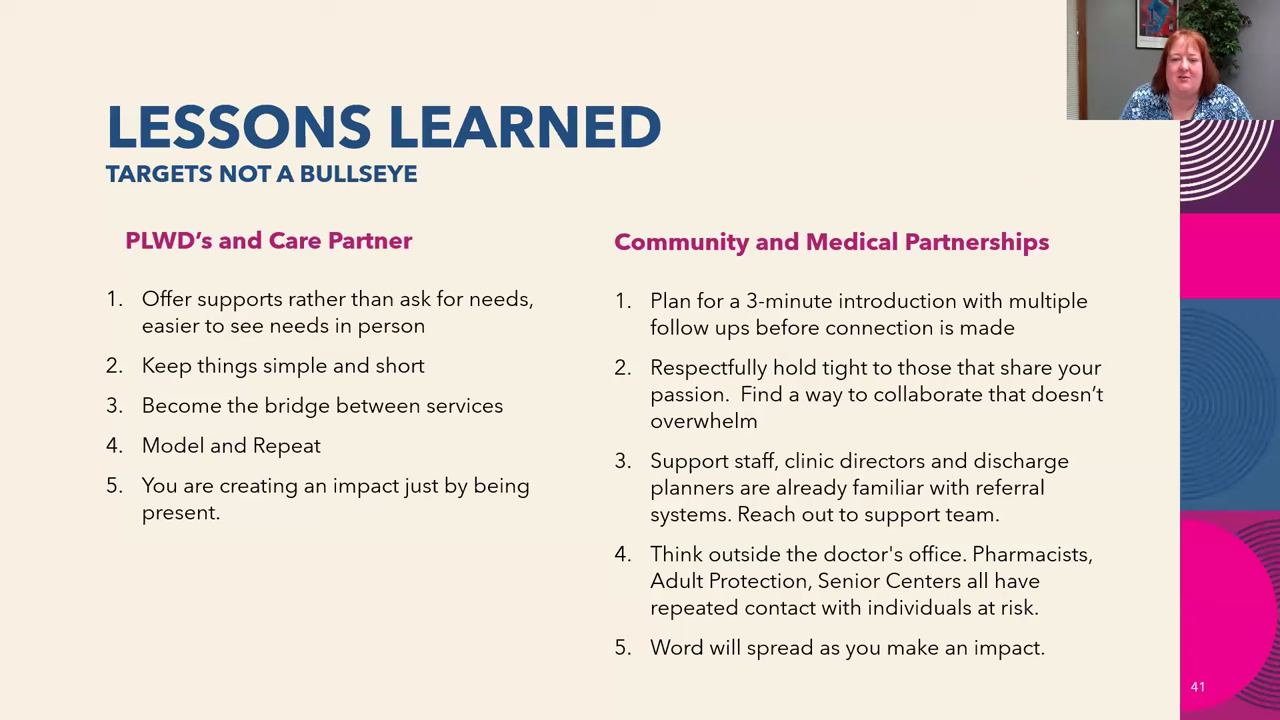 LESSONS LEARNED
TARGETS NOT A BULLSEYE
PLWD’s and Care Partner
1. Offer supports rather than ask for needs,
easier to see needs in person
2. Keep things simple and short
3. Become the bridge between services
4. Model and Repeat
5. You are creating an impact just by being
present.
Community and Medical Partnerships
1. Plan for a 3-minute introduction with multiple
follow ups before connection is made
2. Respectfully hold tight to those that share your
passion.  Find a way to collaborate that doesn’t
overwhelm
3. Support staff, clinic directors and discharge
planners are already familiar with referral
systems. Reach out to support team.
4. Think outside the doctor's office. Pharmacists,
Adult Protection, Senior Centers all have
repeated contact with individuals at risk.
5. Word will spread as you make an impact.
41